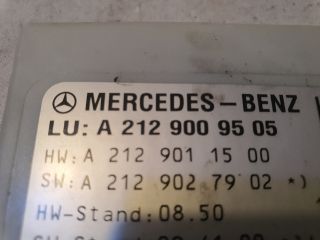 MERCEDES-BENZ
LU: A 212 900 95 05
HW: A 212 901 15 00
SW: A 212 902 79 02 *)
HW-Stand: 08.50